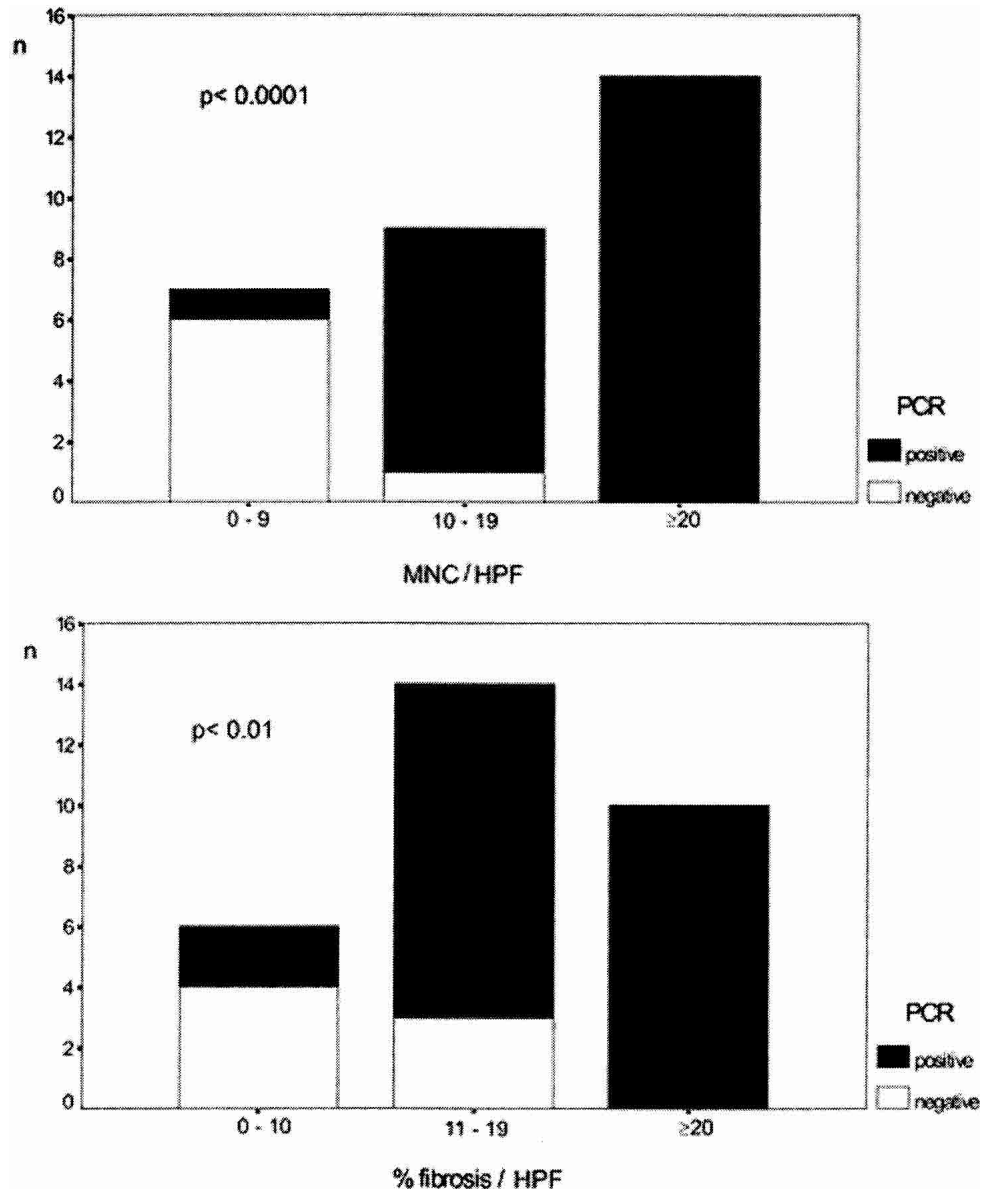 16
n
p< 0.0001
14
12
10
8
6
4
2
0
PCR
positive
negative
0 - 9
10 - 19
≥20
MNC / HPF
16
n
14
p< 0.01
12
10
8
6
4
2
0
PCR
positive
negative
0 - 10
11 - 19
≥20
% fibrosis / HPF